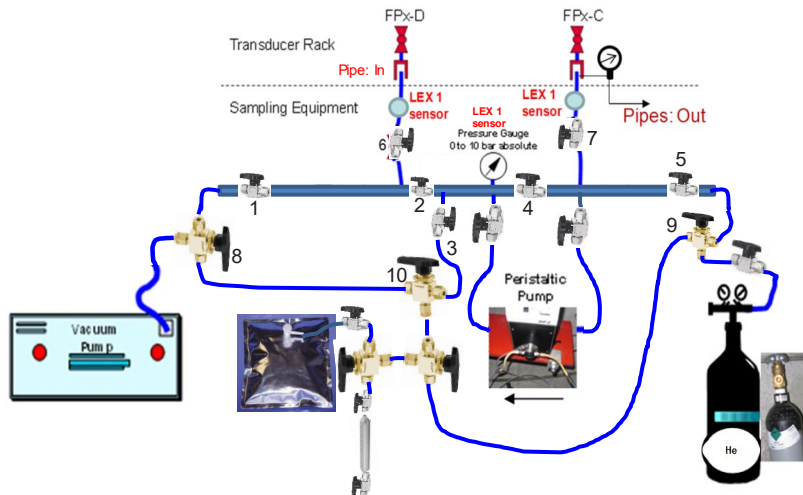 FPx-D
FPx-C
Transducer Rack
Pipe: In
Sampling Equipment
LEX 1
sensor
LEX 1
sensor
Pressure Gauge
0 to 10 bar absolute
LEX 1
sensor
Pipes: Out
6
7
1
2
4
5
3
8
9
10
Peristaltic
Pump
Vacuum
Pump
He